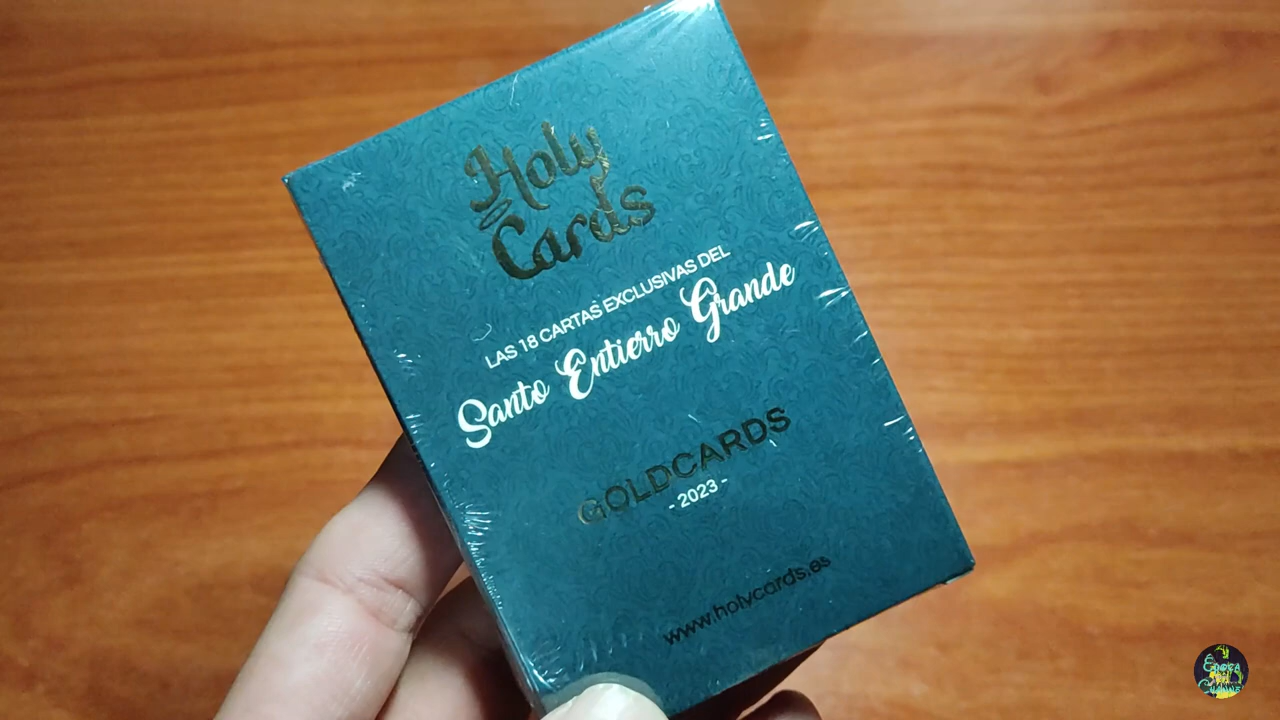 Holy
Cards
LAS 18 CARTAS EXCLUSIVAS DEL
Santo Entierro Grande
GOLDCARDS
- 2023 -
www.holycards.es